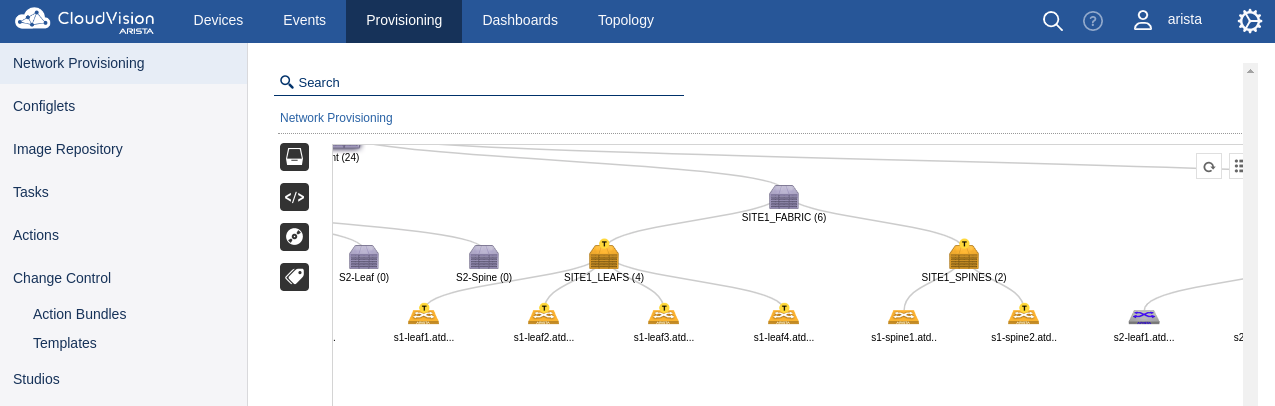 CloudVision
ARISTA
Devices Events Provisioning Dashboards Topology
? arista
Network Provisioning
Configlets
Image Repository
Tasks
Actions
Change Control
Action Bundles
Templates
Studios
Search
Network Provisioning
nt (24)
SITE1_FABRIC (6)
S2-Leaf (0) S2-Spine (0) SITE1_LEAFS (4) SITE1_SPINES (2)
s1-leaf1.atd... s1-leaf2.atd... s1-leaf3.atd... s1-leaf4.atd... s1-spine1.atd.. s1-spine2.atd.. s2-leaf1.atd... s2